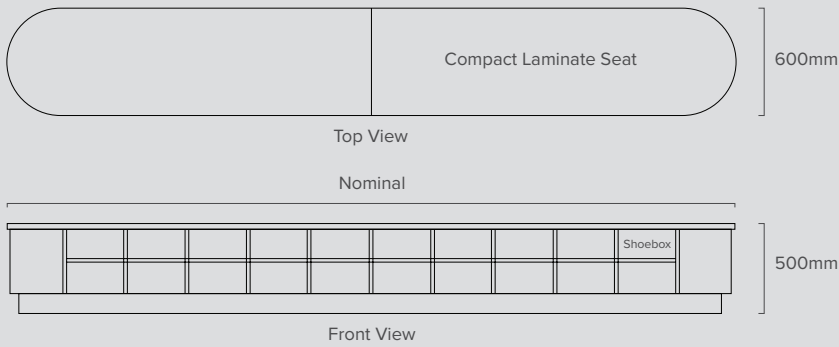 Compact Laminate Seat
600mm
Top View
Nominal
Shoebox
500mm
Front View